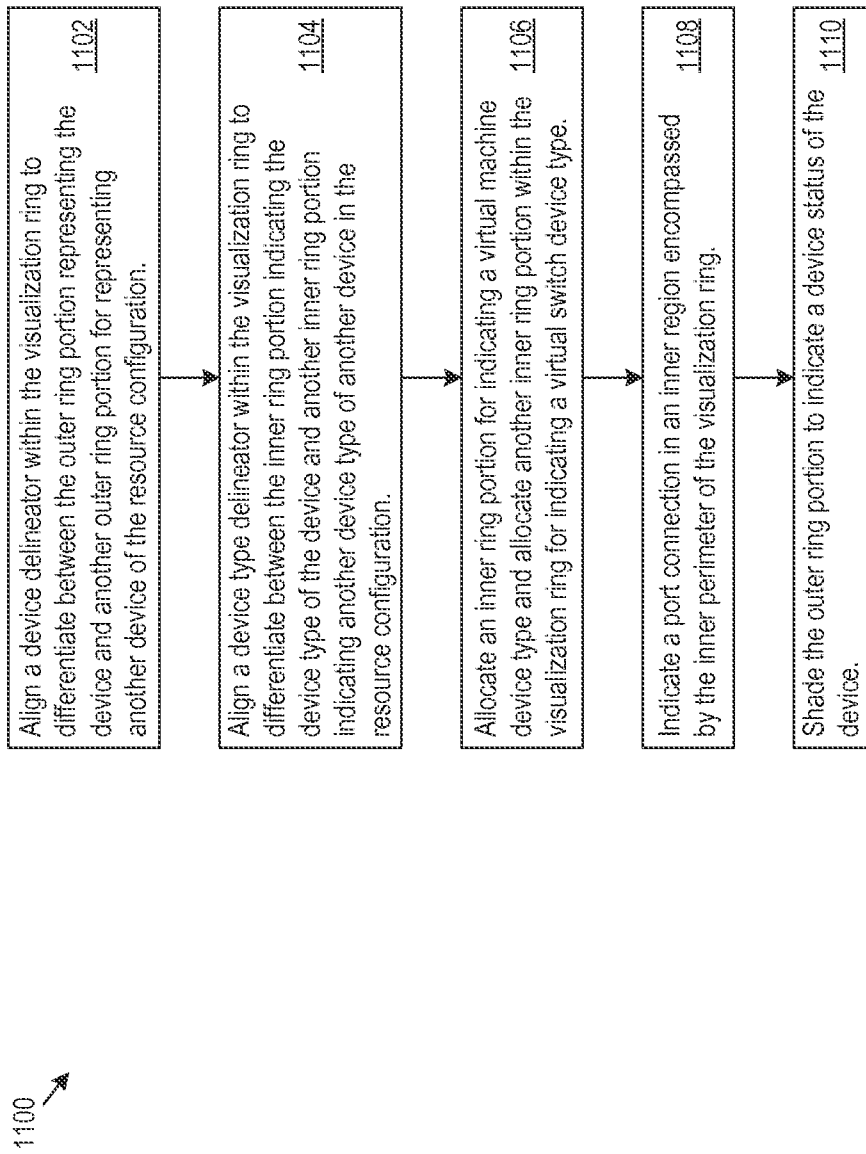 1100
Align a device delineator within the visualization ring to
differentiate between the outer ring portion representing the
device and another outer ring portion for representing
another device of the resource configuration.
1102
Align a device type delineator within the visualization ring to
differentiate between the inner ring portion indicating the
device type of the device and another inner ring portion
indicating another device type of another device in the
resource configuration.
1104
Allocate an inner ring portion for indicating a virtual machine
device type and allocate another inner ring portion within the
visualization ring for indicating a virtual switch device type.
1106
Indicate a port connection in an inner region encompassed
by the inner perimeter of the visualization ring.
1108
Shade the outer ring portion to indicate a device status of the
device.
1110